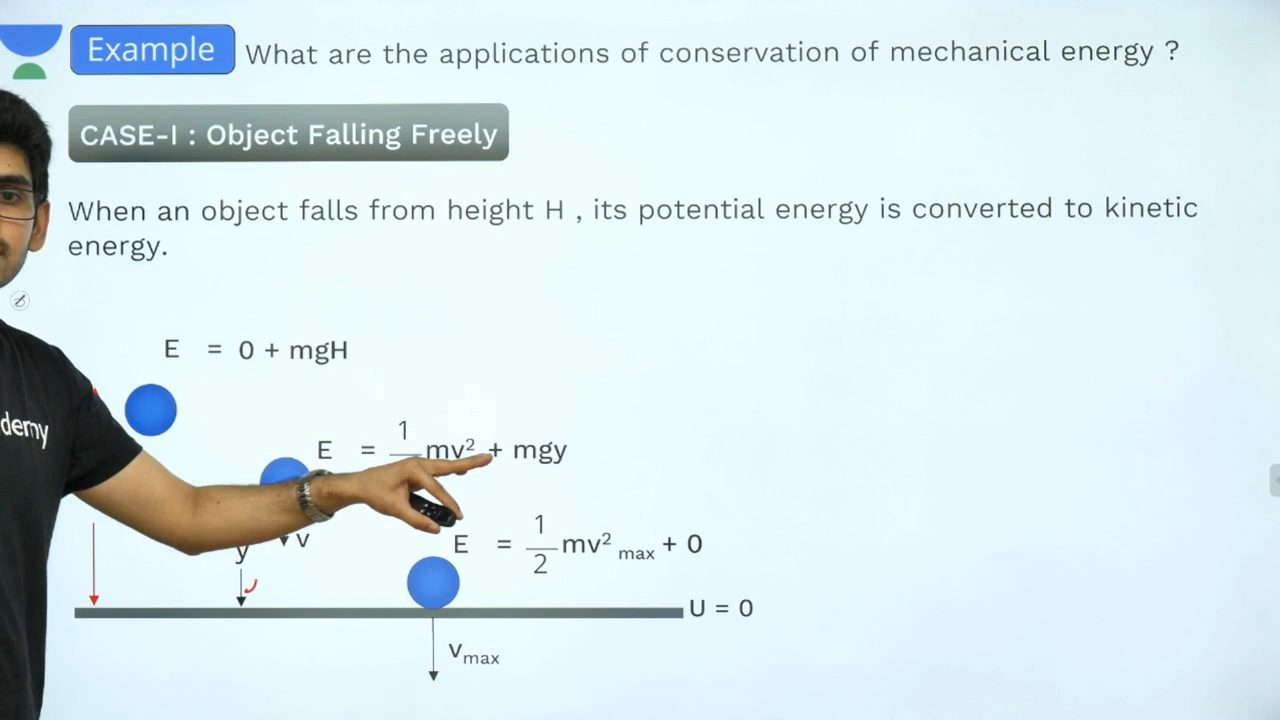 Example What are the applications of conservation of mechanical energy ?
CASE-I : Object Falling Freely
When an object falls from height H , its potential energy is converted to kinetic
energy.
E = 0 + mgH
demy
E = 1 mv² + mgy
y v
E = 1/2 mv² max + 0
U = 0
vmax